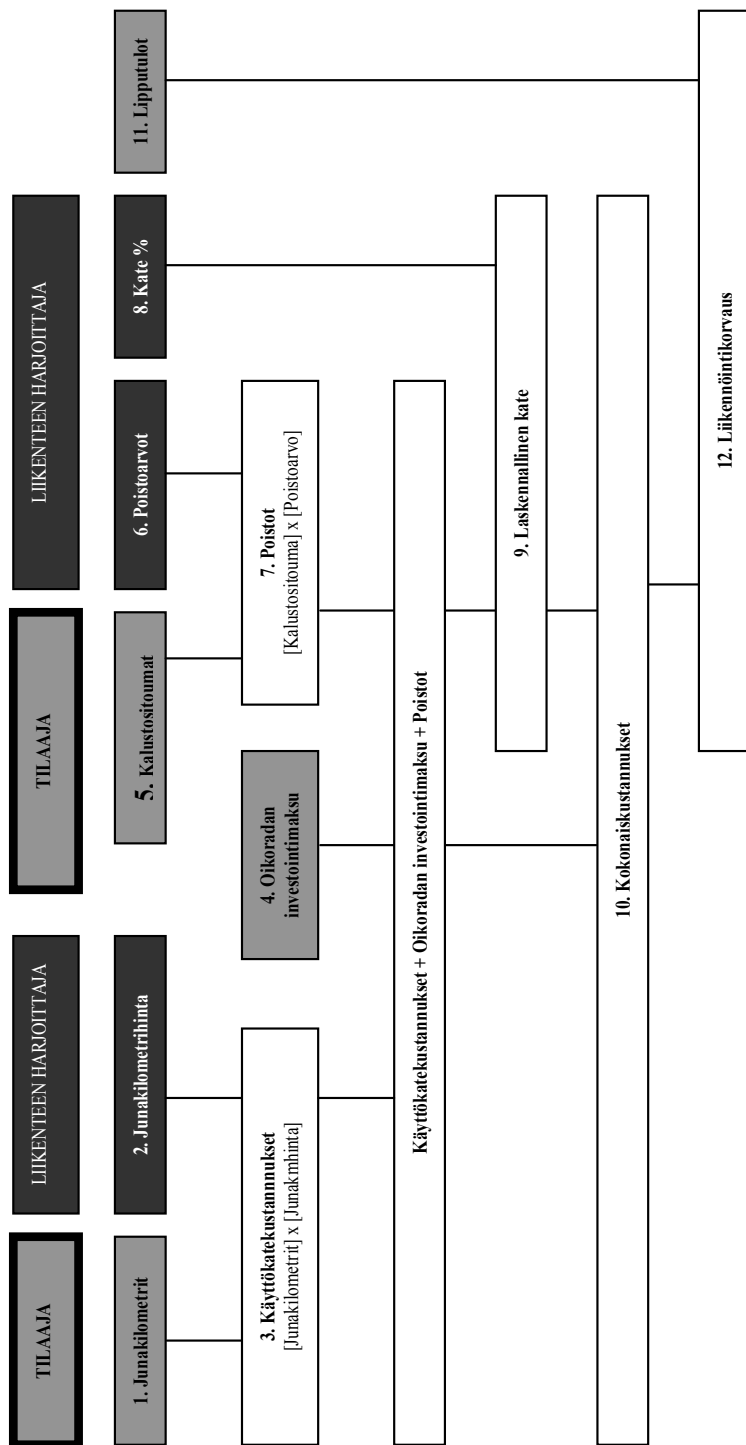 TILAAJA
LIIKENTEEN HARJOITTAJA
TILAAJA
LIIKENTEEN HARJOITTAJA
1. Junakilometrit
2. Junakilometrihinta
5. Kalustositoumat
6. Poistoarvot
8. Kate %
11. Lipputulot
3. Käyttökatekustannnukset
[Junakilometrit] x [Junakmhinta]
4. Oikoradan
investointimaksu
7. Poistot
[Kalustositouma] x [Poistoarvo]
Käyttökatekustannukset + Oikoradan investointimaksu + Poistot
9. Laskennallinen kate
10. Kokonaiskustannukset
12. Liikennöintikorvaus